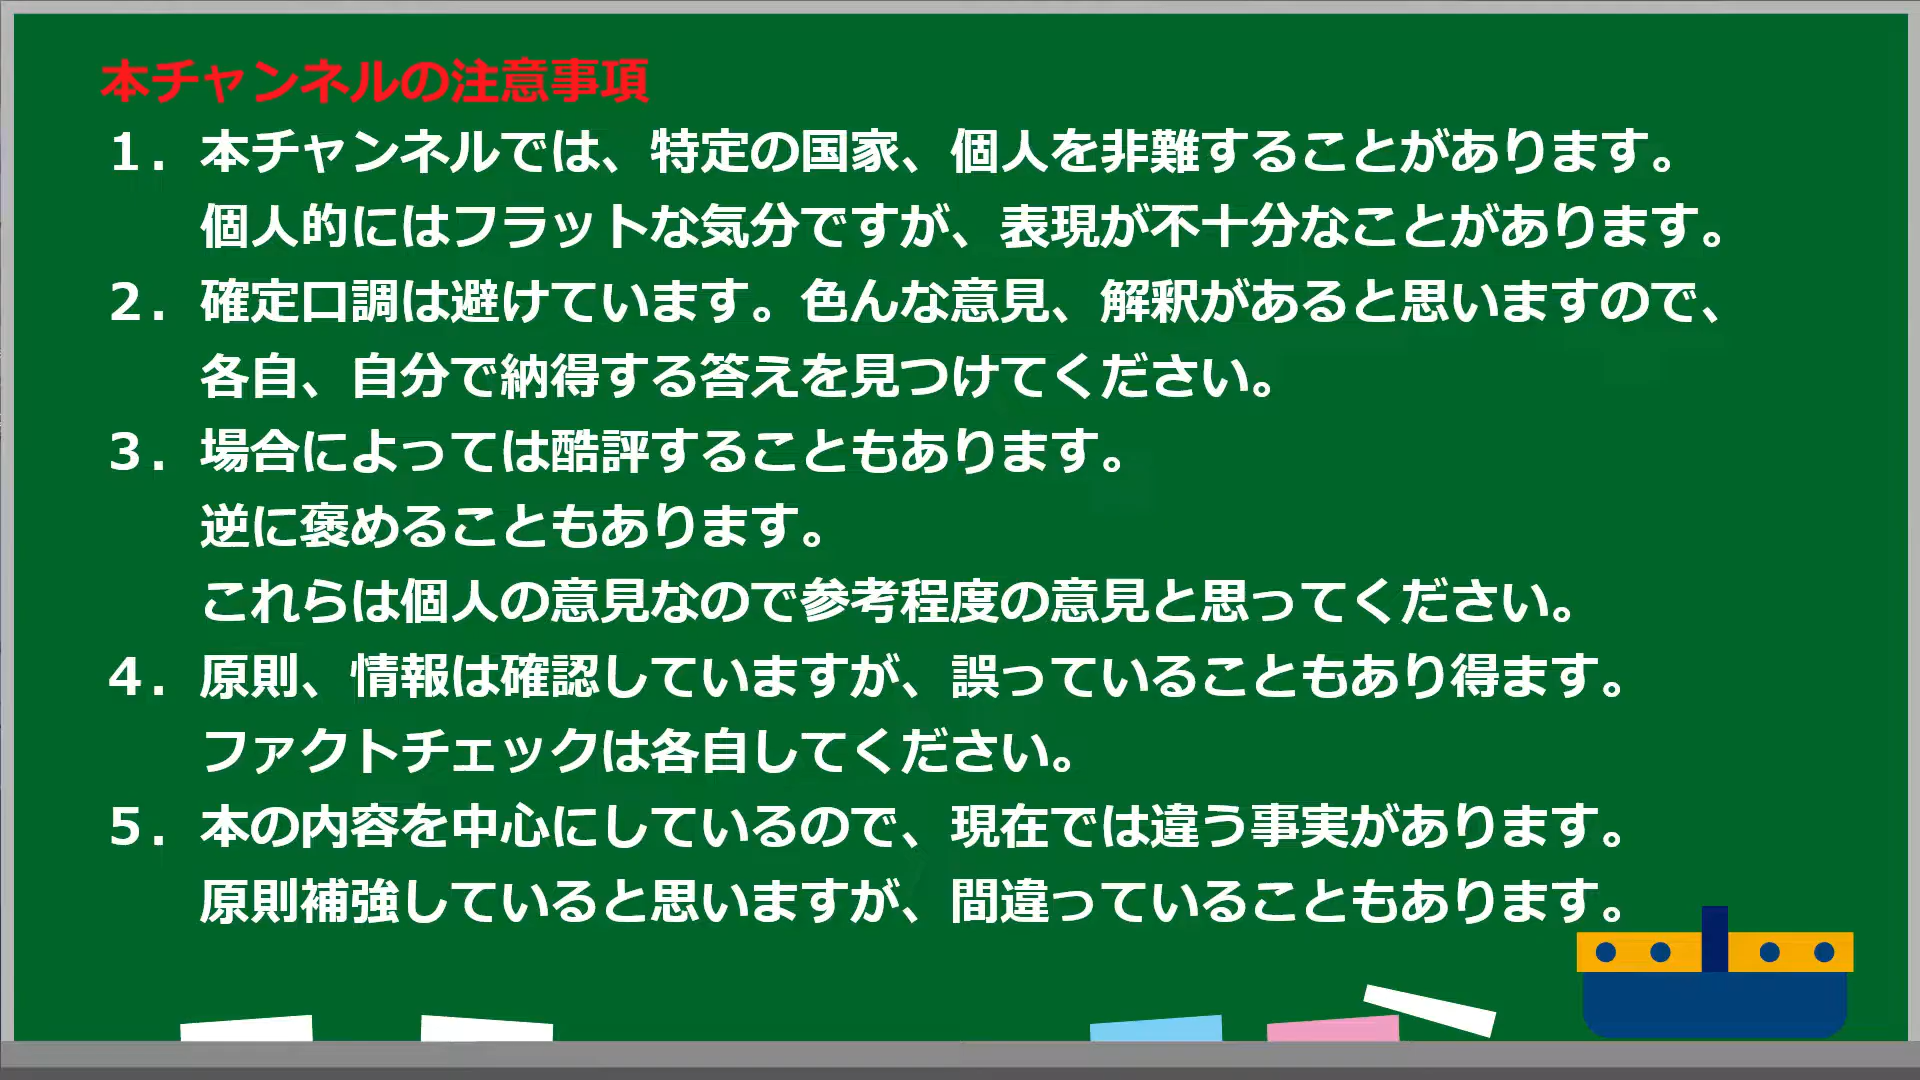 本チャンネルの注意事項
１．本チャンネルでは、特定の国家、個人を非難することがあります。
個人的にはフラットな気分ですが、表現が不十分なことがあります。
２．確定口調は避けています。色んな意見、解釈があると思いますので、
各自、自分で納得する答えを見つけてください。
３．場合によっては酷評することもあります。
逆に褒めることもあります。
これらは個人の意見なので参考程度の意見と思ってください。
４．原則、情報は確認していますが、誤っていることもあり得ます。
ファクトチェックは各自してください。
５．本の内容を中心にしているので、現在では違う事実があります。
原則補強していると思いますが、間違っていることもあります。